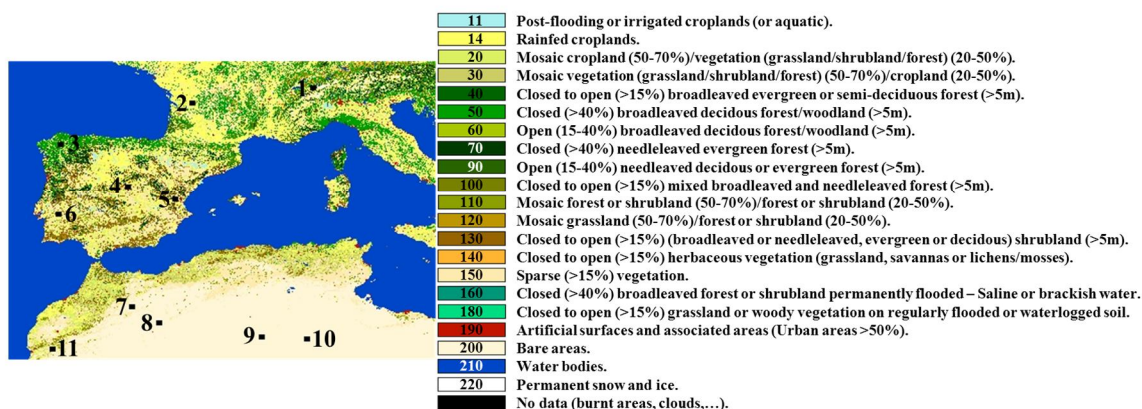 11 Post-flooding or irrigated croplands (or aquatic).
14 Rainfed croplands.
20 Mosaic cropland (50-70%)/vegetation (grassland/shrubland/forest) (20-50%).
30 Mosaic vegetation (grassland/shrubland/forest) (50-70%)/cropland (20-50%).
40 Closed to open (>15%) broadleaved evergreen or semi-deciduous forest (>5m).
50 Closed (>40%) broadleaved decidous forest/woodland (>5m).
60 Open (15-40%) broadleaved decidous forest/woodland (>5m).
70 Closed (>40%) needleleaved evergreen forest (>5m).
90 Open (15-40%) needleaved decidous or evergreen forest (>5m).
100 Closed to open (>15%) mixed broadleaved and needleleaved forest (>5m).
110 Mosaic forest or shrubland (50-70%)/forest or shrubland (20-50%).
120 Mosaic grassland (50-70%)/forest or shrubland (20-50%).
130 Closed to open (>15%) (broadleaved or needleleaved, evergreen or decidous) shrubland (>5m).
140 Closed to open (>15%) herbaceous vegetation (grassland, savannas or lichens/mosses).
150 Sparse (>15%) vegetation.
160 Closed (>40%) broadleaved forest or shrubland permanently flooded – Saline or brackish water.
180 Closed (>15%) grassland or woody vegetation on regularly flooded or waterlogged soil.
190 Artificial surfaces and associated areas (Urban areas >50%).
200 Bare areas.
210 Water bodies.
220 Permanent snow and ice.
No data (burnt areas, clouds,…).
1
2
3
4
5
6
7
8
9
10
11